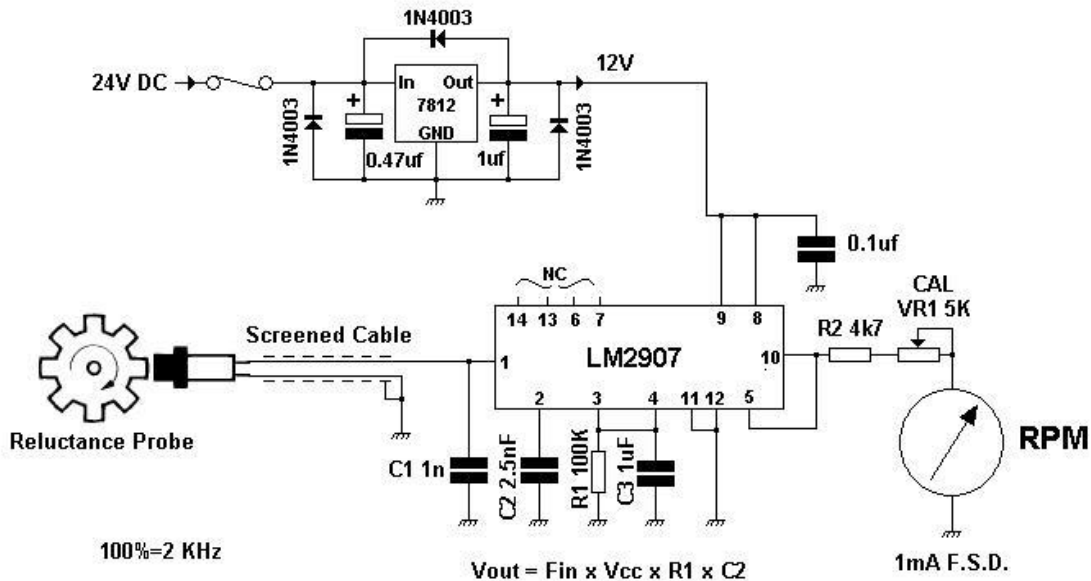 1N4003
24V DC
12V
In Out
7812
GND
+
+
1N4003
0.47uf
1uf
1N4003
0.1uf
NC
14 13 6 7
9 8
CAL
VR1 5K
R2 4k7
Screened Cable
1
LM2907
10
2 3 4 11 12 5
Reluctance Probe
RPM
C1 1n
C2 2.5nF
R1 100K
C3 1uF
100%=2 KHz
Vout = Fin x Vcc x R1 x C2
1mA F.S.D.